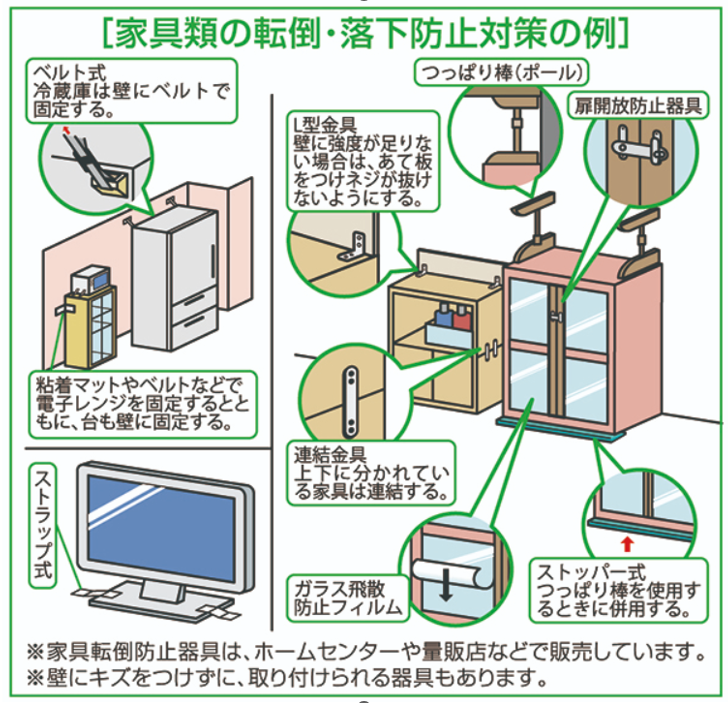 ［家具類の転倒・落下防止対策の例］
ベルト式
冷蔵庫は壁にベルトで
固定する。
粘着マットやベルトなどで
電子レンジを固定するとと
もに、台も壁に固定する。
ストラップ式
つっぱり棒（ポール）
扉開放防止器具
L型金具
壁に強度が足りな
い場合は、あて板
をつけネジが抜け
ないようにする。
連結金具
上下に分かれてい
る家具は連結する。
ガラス飛散
防止フィルム
ストッパー式
つっぱり棒を使用す
るときに併用する。
※家具転倒防止器具は、ホームセンターや量販店などで販売しています。
※壁にキズをつけずに、取り付けられる器具もあります。